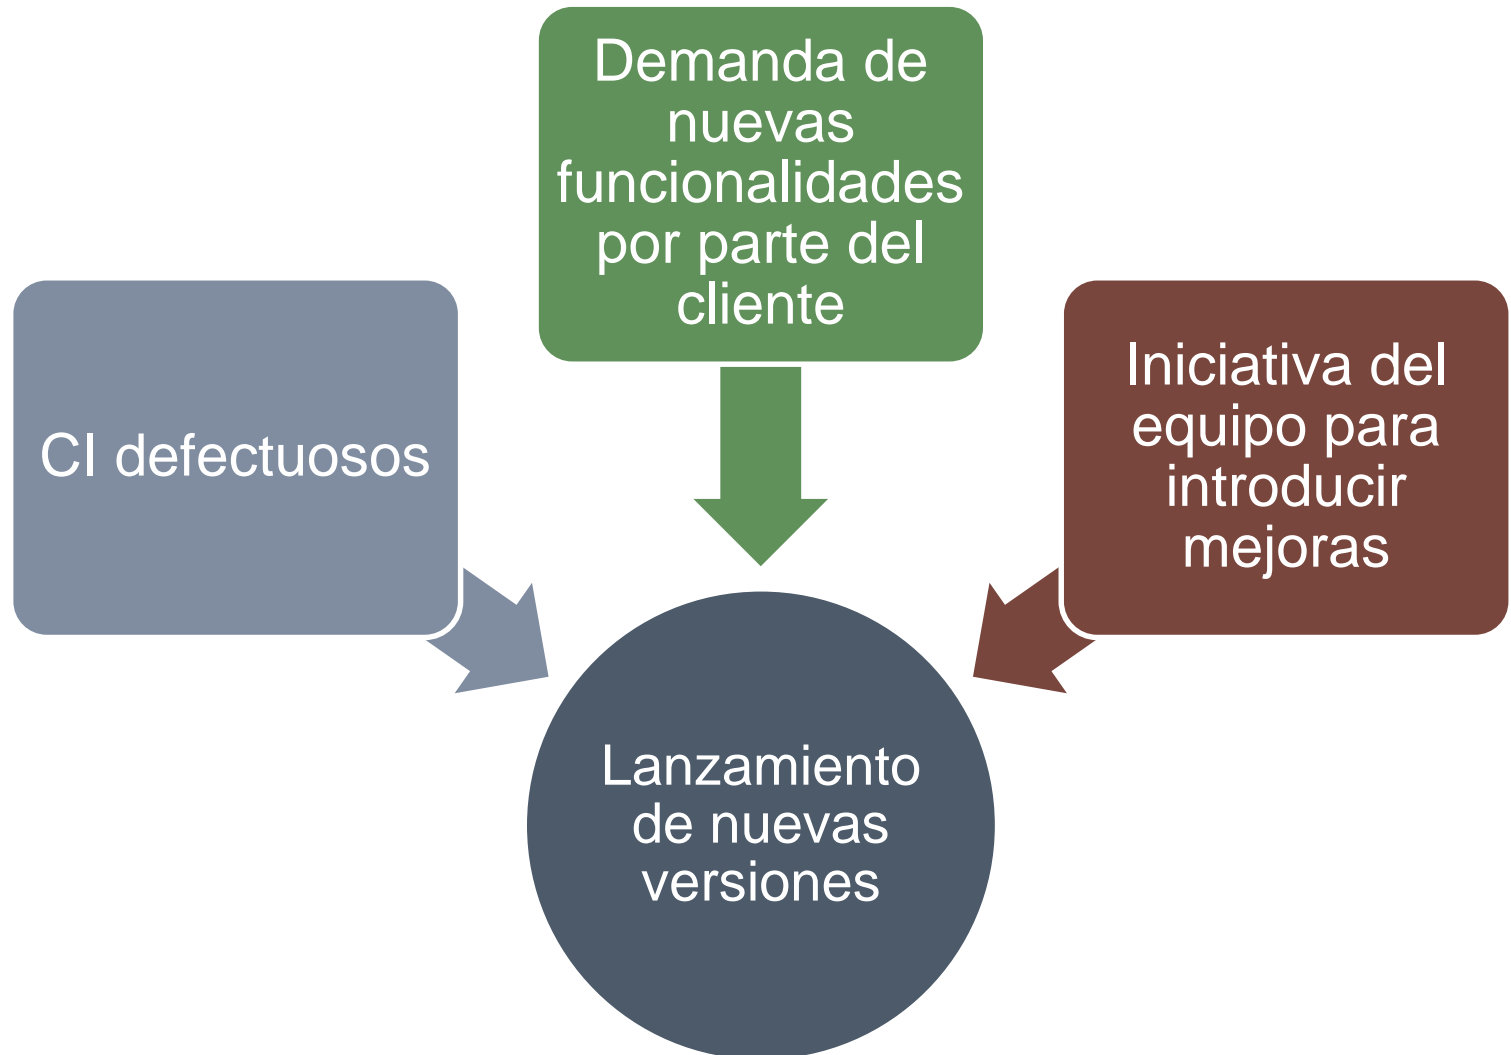 Demanda de
nuevas
funcionalidades
por parte del
cliente
CI defectuosos
Iniciativa del
equipo para
introducir
mejoras
Lanzamiento
de nuevas
versiones